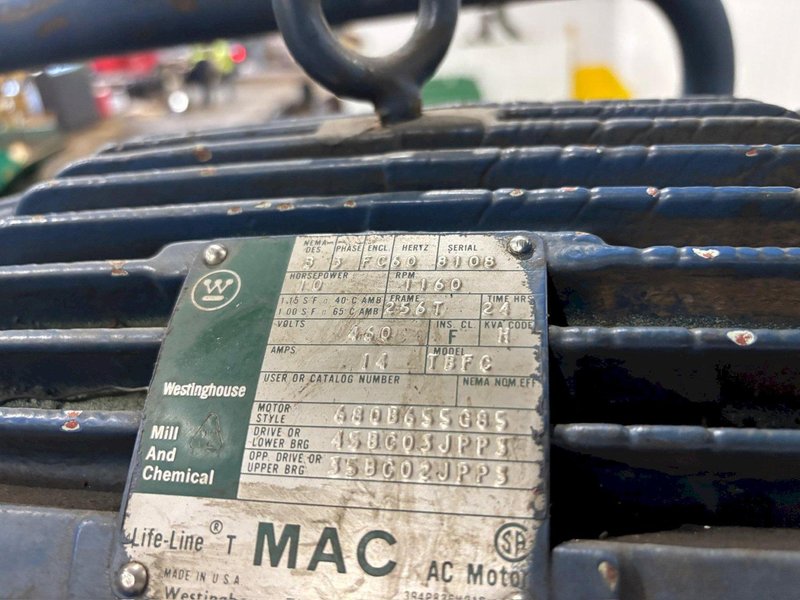 NEMA DES. PHASE ENCL HERTZ SERIAL
B 3 FC 60 8108
HORSEPOWER RPM
10 1160
1.15 S F 40 C AMB FRAME TIME HRS
1.00 S F 65 C AMB 256T 24
VOLTS INS. CL. KVA CODE
460 F H
AMPS MODEL
14 TBFC
USER OR CATALOG NUMBER NEMA NOM EFF
W
Westinghouse
Mill
And
Chemical
MOTOR STYLE 680B655G85
DRIVE OR LOWER BRG 45BC03JPP3
OPP. DRIVE OR UPPER BRG 35BC02JPP3
Life-Line® T MAC AC Motor
SA
MADE IN U S A
Westinghouse